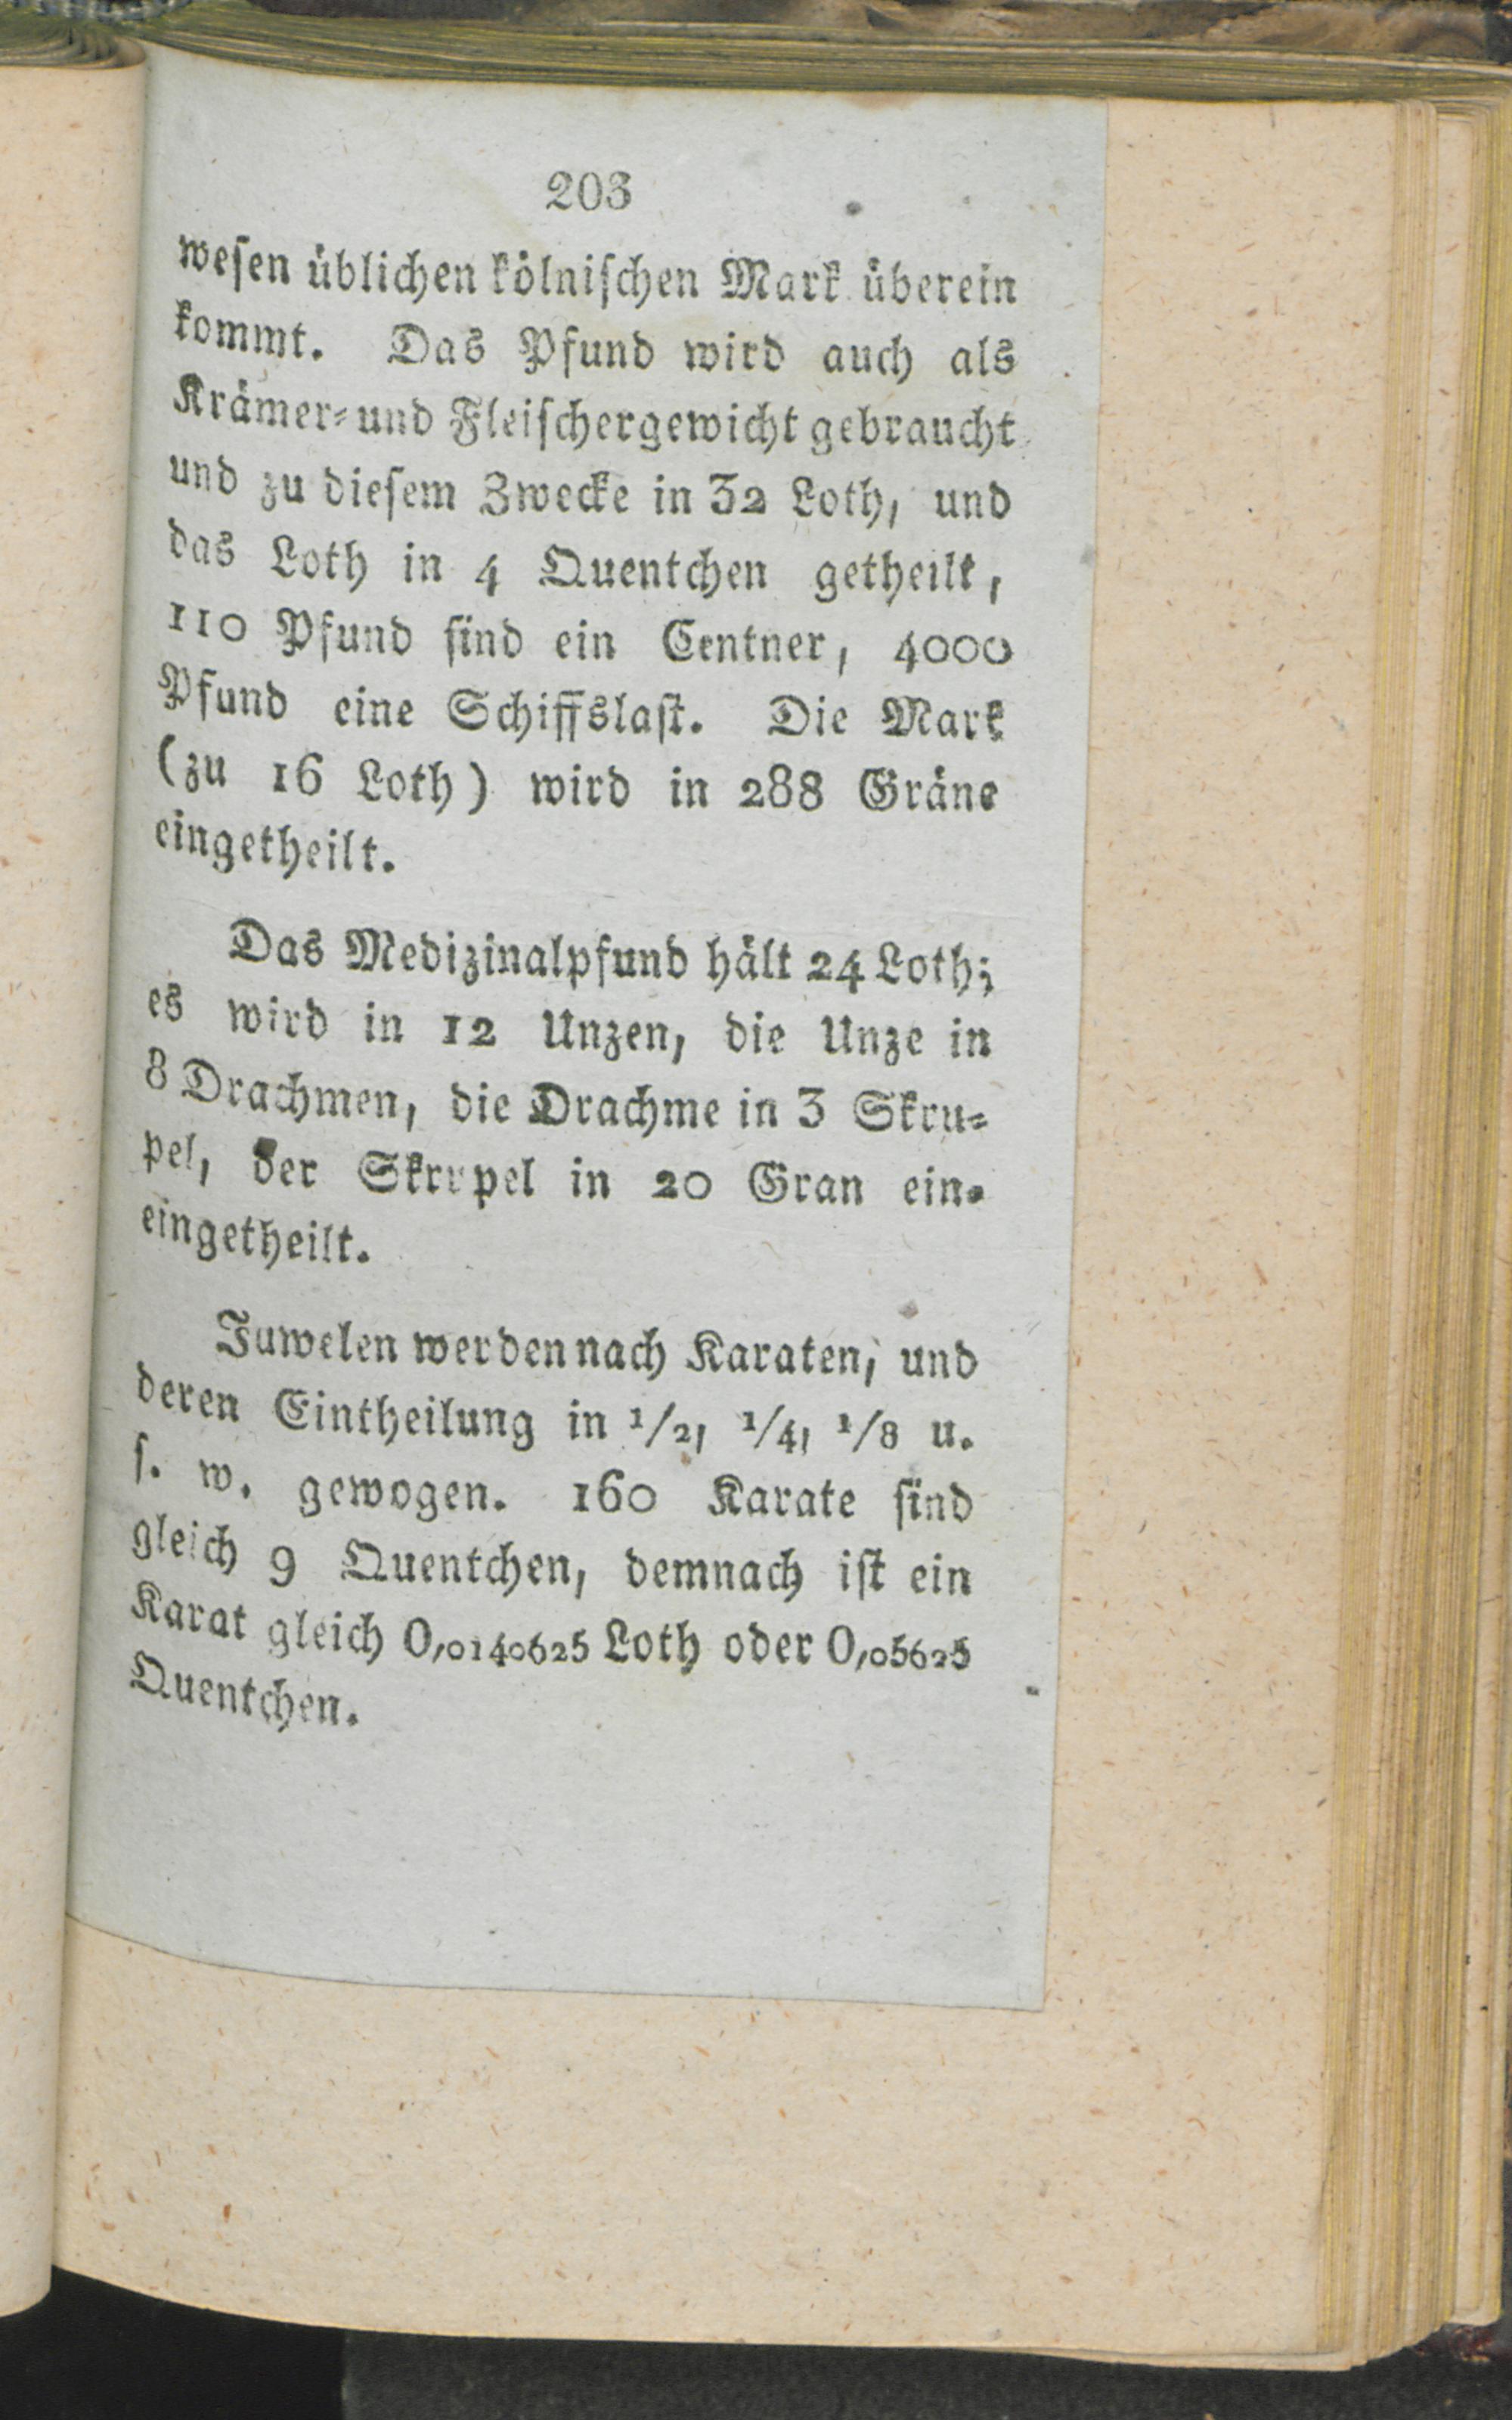 203
wesen üblichen kölnischen Mark überein
kommt. Das Pfund wird auch als
Krämer- und Fleischergewicht gebraucht
und zu diesem Zwecke in 32 Loth, und
das Loth in 4 Quentchen getheilt,
110 Pfund sind ein Centner, 4000
Pfund eine Schiffslast. Die Mark
(zu 16 Loth) wird in 288 Gräne
eingetheilt.
Das Medizinalpfund hält 24 Loth;
es wird in 12 Unzen, die Unze in
8 Drachmen, die Drachme in 3 Skru-
pel, der Skrupel in 20 Gran ein-
eingetheilt.
Juwelen werden nach Karaten, und
deren Eintheilung in 1/2, 1/4, 1/8 u.
s. w. gewogen. 160 Karate sind
gleich 9 Quentchen, demnach ist ein
Karat gleich 0,0140625 Loth oder 0,05625
Quentchen.